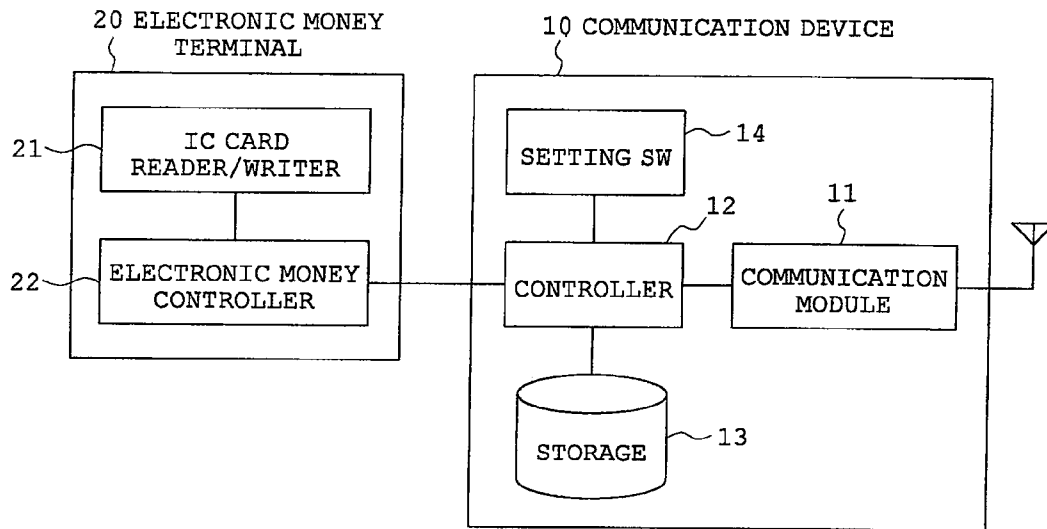 20 ELECTRONIC MONEY
TERMINAL
10 COMMUNICATION DEVICE
21
IC CARD
READER/WRITER
22
ELECTRONIC MONEY
CONTROLLER
14
SETTING SW
12
CONTROLLER
11
COMMUNICATION
MODULE
13
STORAGE